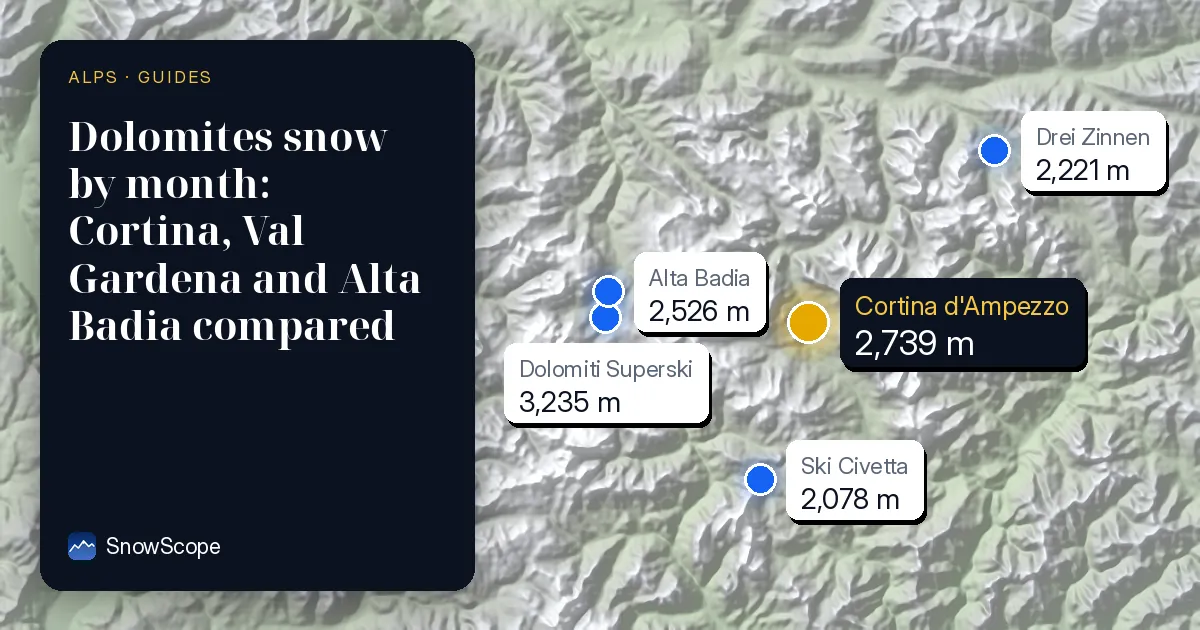 ALPS · GUIDES
Dolomites snow
by month:
Cortina, Val
Gardena and Alta
Badia compared
SnowScope
Drei Zinnen
2,221 m
Alta Badia
2,526 m
Cortina d'Ampezzo
2,739 m
Dolomiti Superski
3,235 m
Ski Civetta
2,078 m